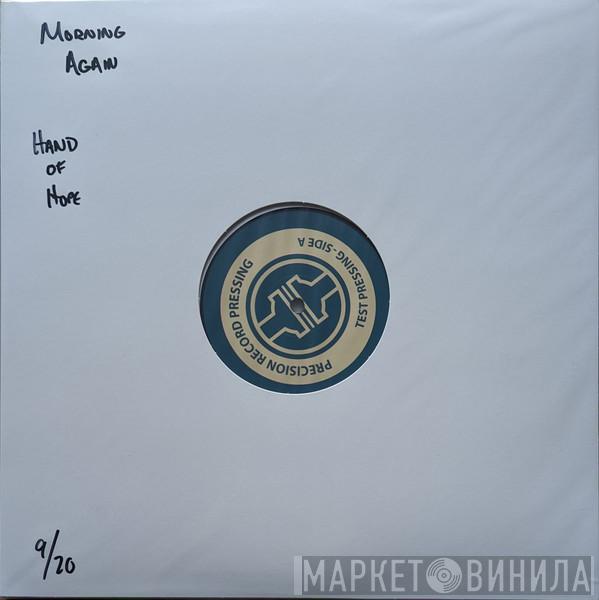 MORNING
AGAIN
HAND
OF
HOPE
PRECISION RECORD PRESSING
TEST PRESSING - SIDE A
9/20
МАРКЕТ ВИНИЛА